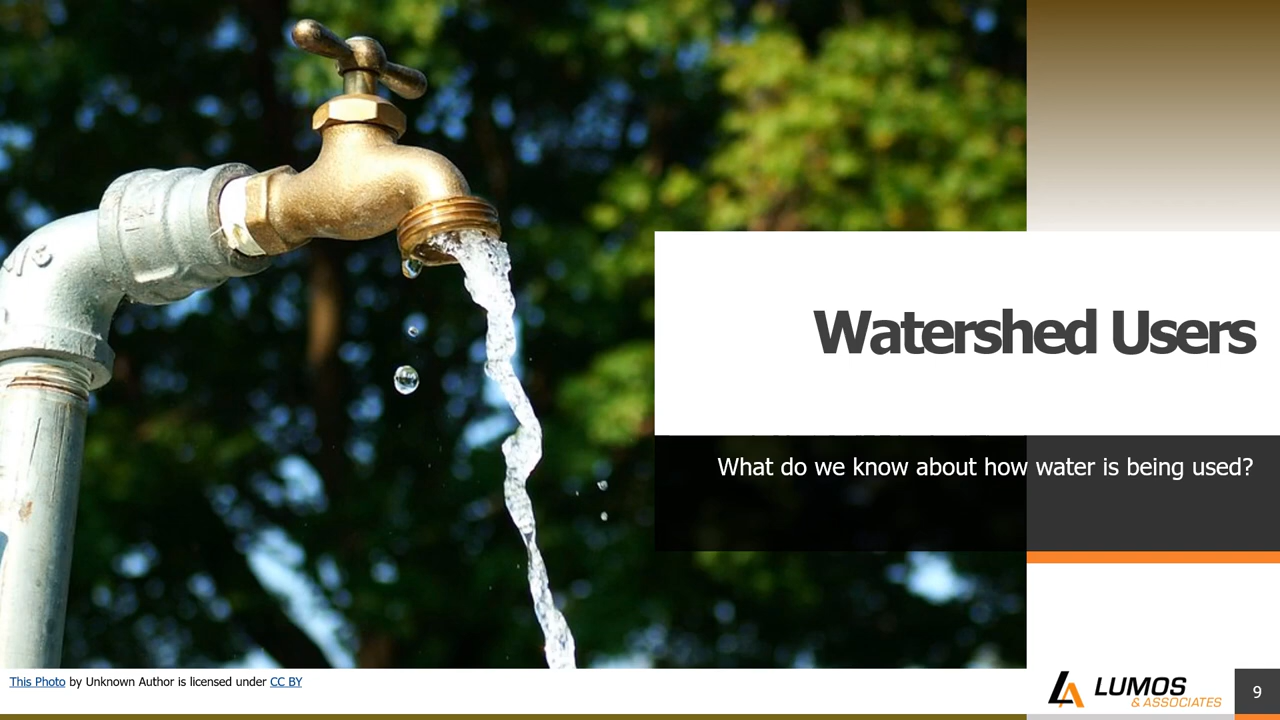 Watershed Users
What do we know about how water is being used?
This Photo by Unknown Author is licensed under CC BY
LUMOS
& ASSOCIATES
9